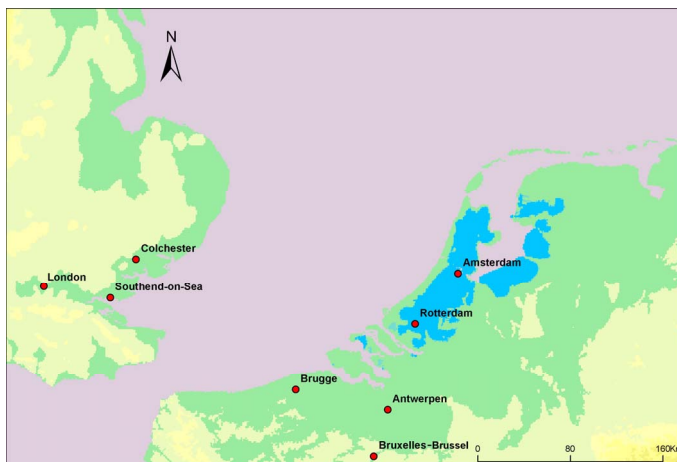 N
Colchester
London
Southend-on-Sea
Amsterdam
Rotterdam
Brugge
Antwerpen
Bruxelles-Brussel
0 80 160Km